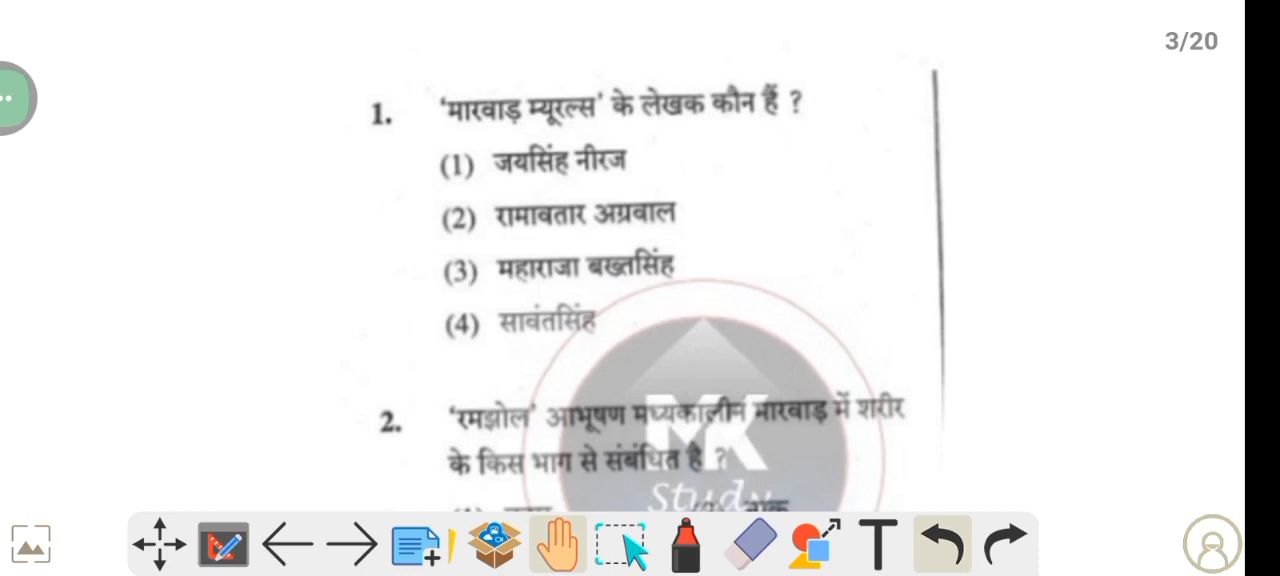 3/20
1. 'मारवाड़ म्यूरल्स' के लेखक कौन हैं ?
(1) जयसिंह नीरज
(2) रामावतार अग्रवाल
(3) महाराजा बख्तसिंह
(4) सावंतसिंह
2. 'रमझोल' आभूषण मध्यकालीन मारवाड़ में शरीर
के किस भाग से संबंधित है ?
MK
Study
T